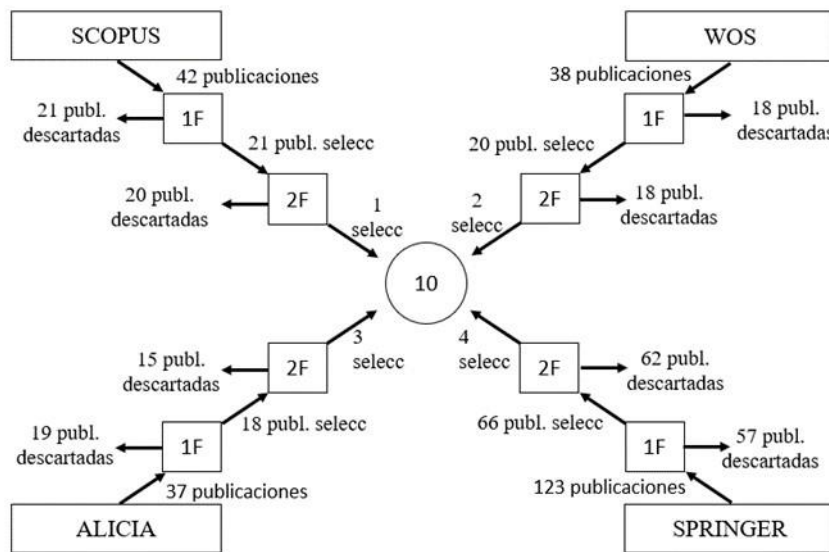 SCOPUS
WOS
42 publicaciones
38 publicaciones
21 publ.
descartadas
1F
1F
18 publ.
descartadas
21 publ. selecc
20 publ. selecc
20 publ.
descartadas
2F
1
selecc
2
selecc
2F
18 publ.
descartadas
10
15 publ.
descartadas
2F
3
selecc
4
selecc
2F
62 publ.
descartadas
19 publ.
descartadas
1F
18 publ. selecc
66 publ. selecc
1F
57 publ.
descartadas
37 publicaciones
123 publicaciones
ALICIA
SPRINGER